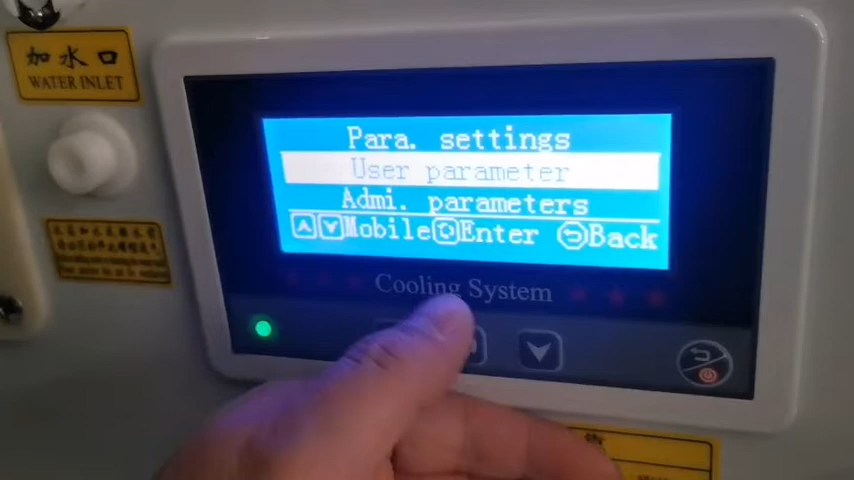 加水口
WATER INLET
Para. settings
User parameter
Admi. parameters
Mobile Enter Back
Cooling System